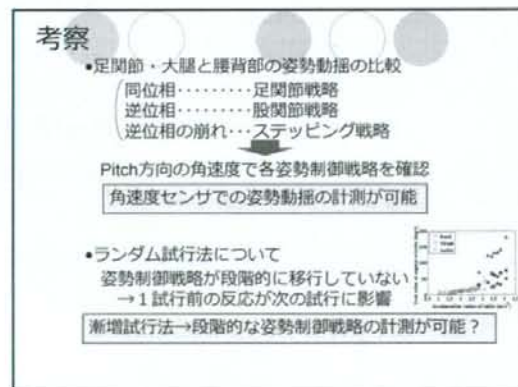 考察
•足関節・大腿と腰背部の姿勢動揺の比較
同位相・・・・・・・・・足関節戦略
逆位相・・・・・・・・・股関節戦略
逆位相の崩れ・・・ステッピング戦略
Pitch方向の角速度で各姿勢制御戦略を確認
角速度センサでの姿勢動揺の計測が可能
•ランダム試行法について
姿勢制御戦略が段階的に移行していない
→１試行前の反応が次の試行に影響
漸増試行法→段階的な姿勢制御戦略の計測が可能？